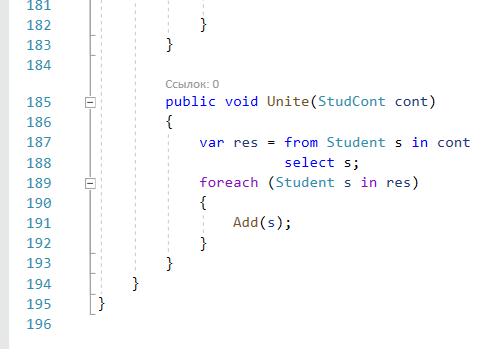 181
182 }
183 }
184
Ссылок: 0
185 public void Unite(StudCont cont)
186 {
187 var res = from Student s in cont
188 select s;
189 foreach (Student s in res)
190 {
191 Add(s);
192 }
193 }
194 }
195 }
196